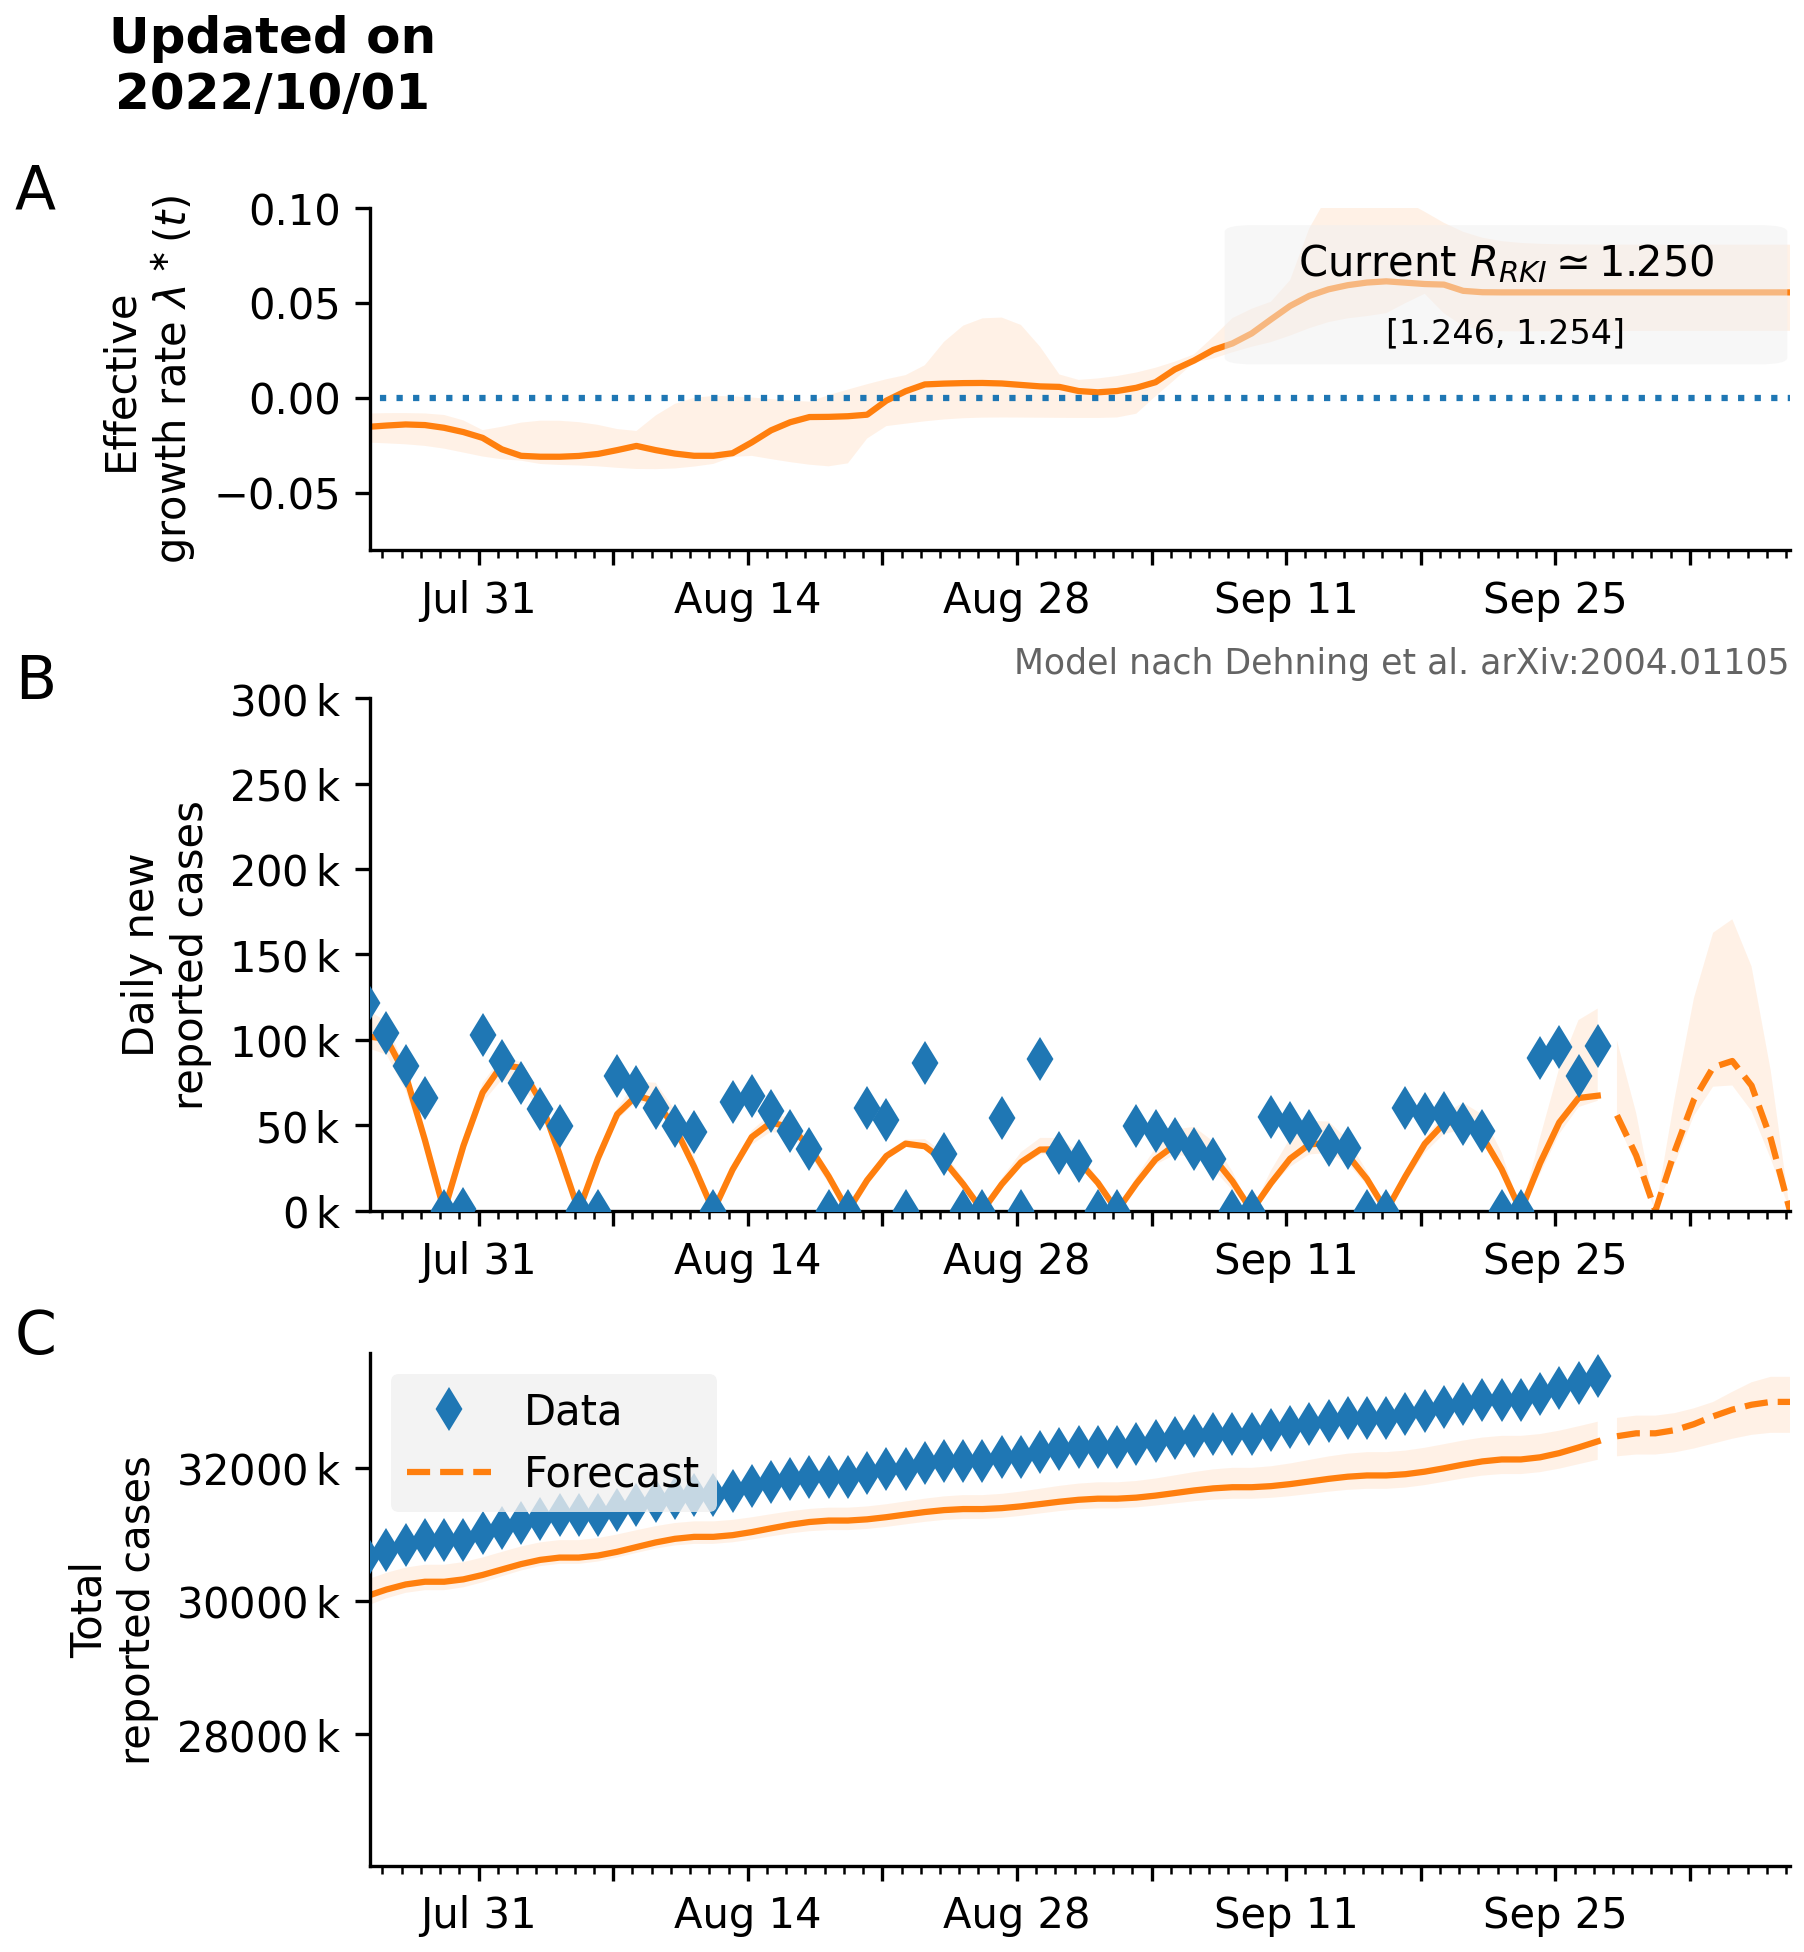 Updated on
2022/10/01
A
Effective
growth rate λ * (t)
0.10
0.05
0.00
−0.05
Current R_RKI ≃ 1.250
[1.246, 1.254]
Jul 31 Aug 14 Aug 28 Sep 11 Sep 25
Model nach Dehning et al. arXiv:2004.01105
B
Daily new
reported cases
300 k
250 k
200 k
150 k
100 k
50 k
0 k
Jul 31 Aug 14 Aug 28 Sep 11 Sep 25
C
Total
reported cases
32000 k
30000 k
28000 k
Data
Forecast
Jul 31 Aug 14 Aug 28 Sep 11 Sep 25